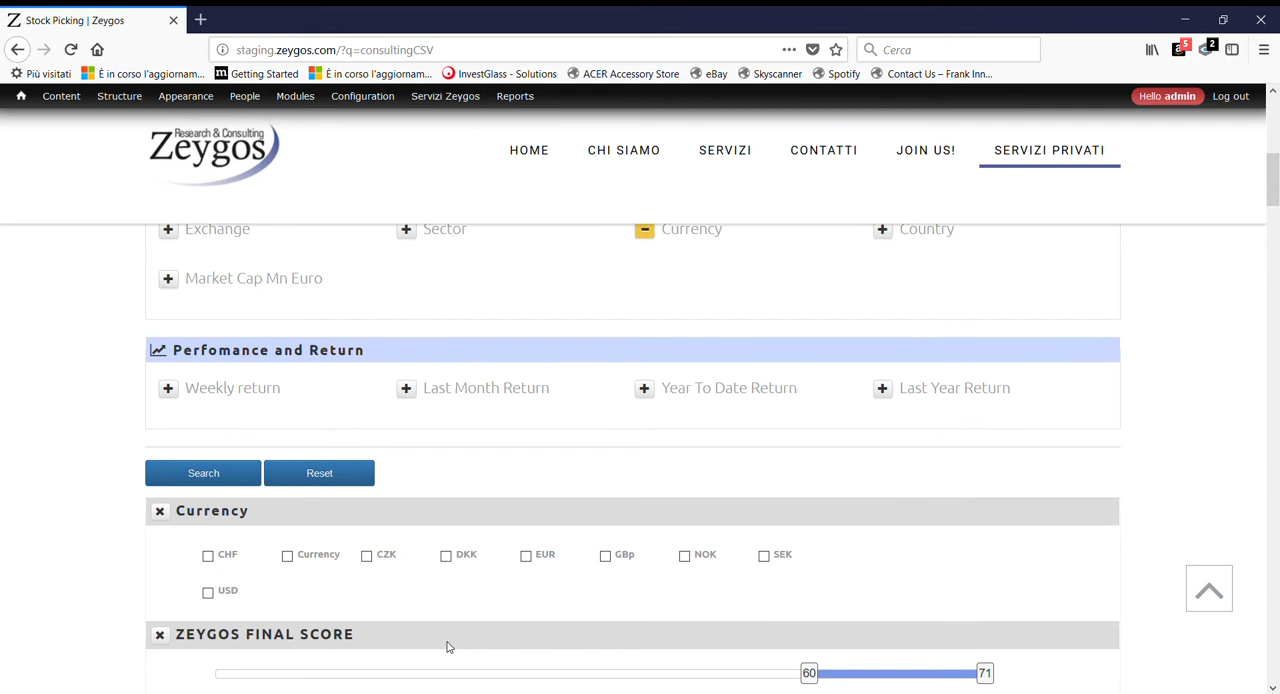 Stock Picking | Zeygos
staging.zeygos.com/?q=consultingCSV
Cerca
5
2
Più visitati
È in corso l'aggiornam...
Getting Started
È in corso l'aggiornam...
InvestGlass - Solutions
ACER Accessory Store
eBay
Skyscanner
Spotify
Contact Us – Frank Inn...
Content
Structure
Appearance
People
Modules
Configuration
Servizi Zeygos
Reports
Hello admin
Log out
Research & Consulting
Zeygos
HOME
CHI SIAMO
SERVIZI
CONTATTI
JOIN US!
SERVIZI PRIVATI
Exchange
Sector
Currency
Country
Market Cap Mn Euro
Perfomance and Return
Weekly return
Last Month Return
Year To Date Return
Last Year Return
Search
Reset
Currency
CHF
Currency
CZK
DKK
EUR
GBp
NOK
SEK
USD
ZEYGOS FINAL SCORE
60
71